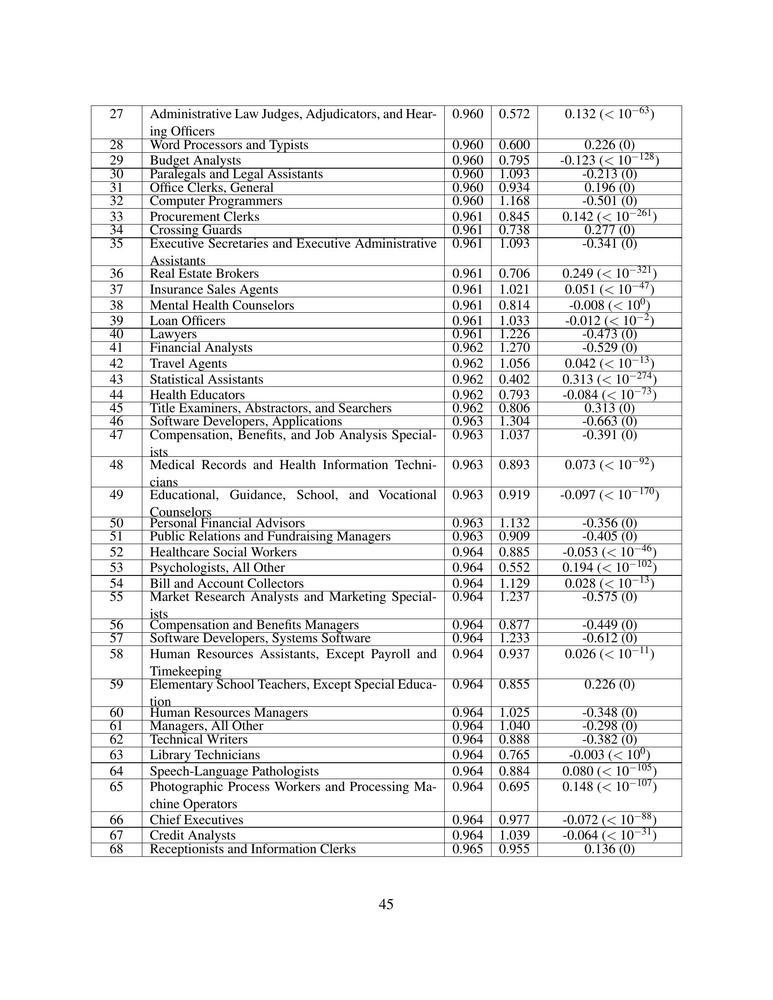 27 Administrative Law Judges, Adjudicators, and Hear- 0.960 0.572 0.132 (< 10^−63)
ing Officers
28 Word Processors and Typists 0.960 0.600 0.226 (0)
29 Budget Analysts 0.960 0.795 -0.123 (< 10^−128)
30 Paralegals and Legal Assistants 0.960 1.093 -0.213 (0)
31 Office Clerks, General 0.960 0.934 0.196 (0)
32 Computer Programmers 0.960 1.168 -0.501 (0)
33 Procurement Clerks 0.961 0.845 0.142 (< 10^−261)
34 Crossing Guards 0.961 0.738 0.277 (0)
35 Executive Secretaries and Executive Administrative 0.961 1.093 -0.341 (0)
Assistants
36 Real Estate Brokers 0.961 0.706 0.249 (< 10^−321)
37 Insurance Sales Agents 0.961 1.021 0.051 (< 10^−47)
38 Mental Health Counselors 0.961 0.814 -0.008 (< 10^0)
39 Loan Officers 0.961 1.033 -0.012 (< 10^−2)
40 Lawyers 0.961 1.226 -0.473 (0)
41 Financial Analysts 0.962 1.270 -0.529 (0)
42 Travel Agents 0.962 1.056 0.042 (< 10^−13)
43 Statistical Assistants 0.962 0.402 0.313 (< 10^−274)
44 Health Educators 0.962 0.793 -0.084 (< 10^−73)
45 Title Examiners, Abstractors, and Searchers 0.962 0.806 0.313 (0)
46 Software Developers, Applications 0.963 1.304 -0.663 (0)
47 Compensation, Benefits, and Job Analysis Special- 0.963 1.037 -0.391 (0)
ists
48 Medical Records and Health Information Techni- 0.963 0.893 0.073 (< 10^−92)
cians
49 Educational, Guidance, School, and Vocational 0.963 0.919 -0.097 (< 10^−170)
Counselors
50 Personal Financial Advisors 0.963 1.132 -0.356 (0)
51 Public Relations and Fundraising Managers 0.963 0.909 -0.405 (0)
52 Healthcare Social Workers 0.964 0.885 -0.053 (< 10^−46)
53 Psychologists, All Other 0.964 0.552 0.194 (< 10^−102)
54 Bill and Account Collectors 0.964 1.129 0.028 (< 10^−13)
55 Market Research Analysts and Marketing Special- 0.964 1.237 -0.575 (0)
ists
56 Compensation and Benefits Managers 0.964 0.877 -0.449 (0)
57 Software Developers, Systems Software 0.964 1.233 -0.612 (0)
58 Human Resources Assistants, Except Payroll and 0.964 0.937 0.026 (< 10^−11)
Timekeeping
59 Elementary School Teachers, Except Special Educa- 0.964 0.855 0.226 (0)
tion
60 Human Resources Managers 0.964 1.025 -0.348 (0)
61 Managers, All Other 0.964 1.040 -0.298 (0)
62 Technical Writers 0.964 0.888 -0.382 (0)
63 Library Technicians 0.964 0.765 -0.003 (< 10^0)
64 Speech-Language Pathologists 0.964 0.884 0.080 (< 10^−105)
65 Photographic Process Workers and Processing Ma- 0.964 0.695 0.148 (< 10^−107)
chine Operators
66 Chief Executives 0.964 0.977 -0.072 (< 10^−88)
67 Credit Analysts 0.964 1.039 -0.064 (< 10^−31)
68 Receptionists and Information Clerks 0.965 0.955 0.136 (0)
45